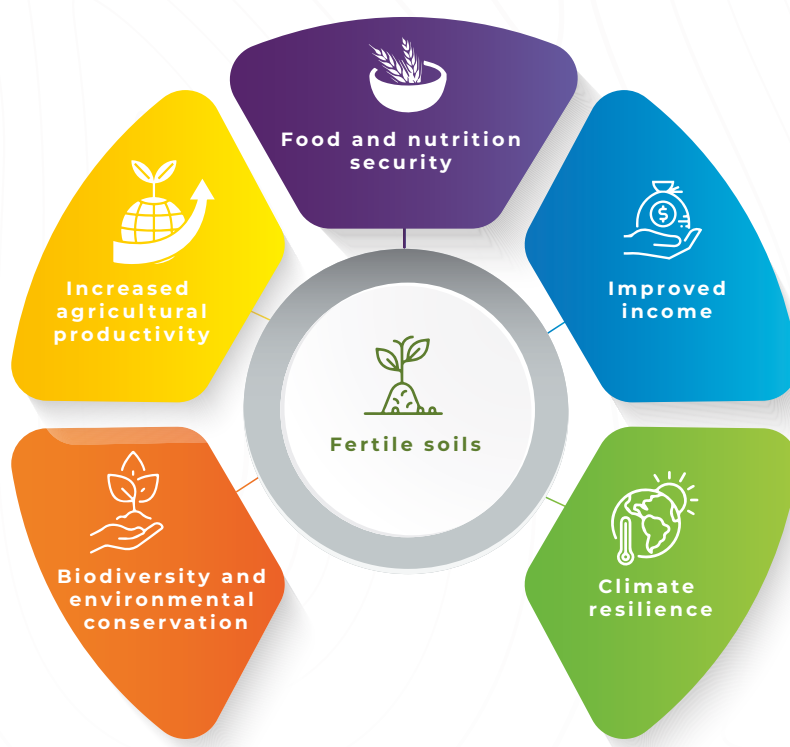 Food and nutrition
security
Increased
agricultural
productivity
$
Improved
income
Fertile soils
Biodiversity and
environmental
conservation
Climate
resilience